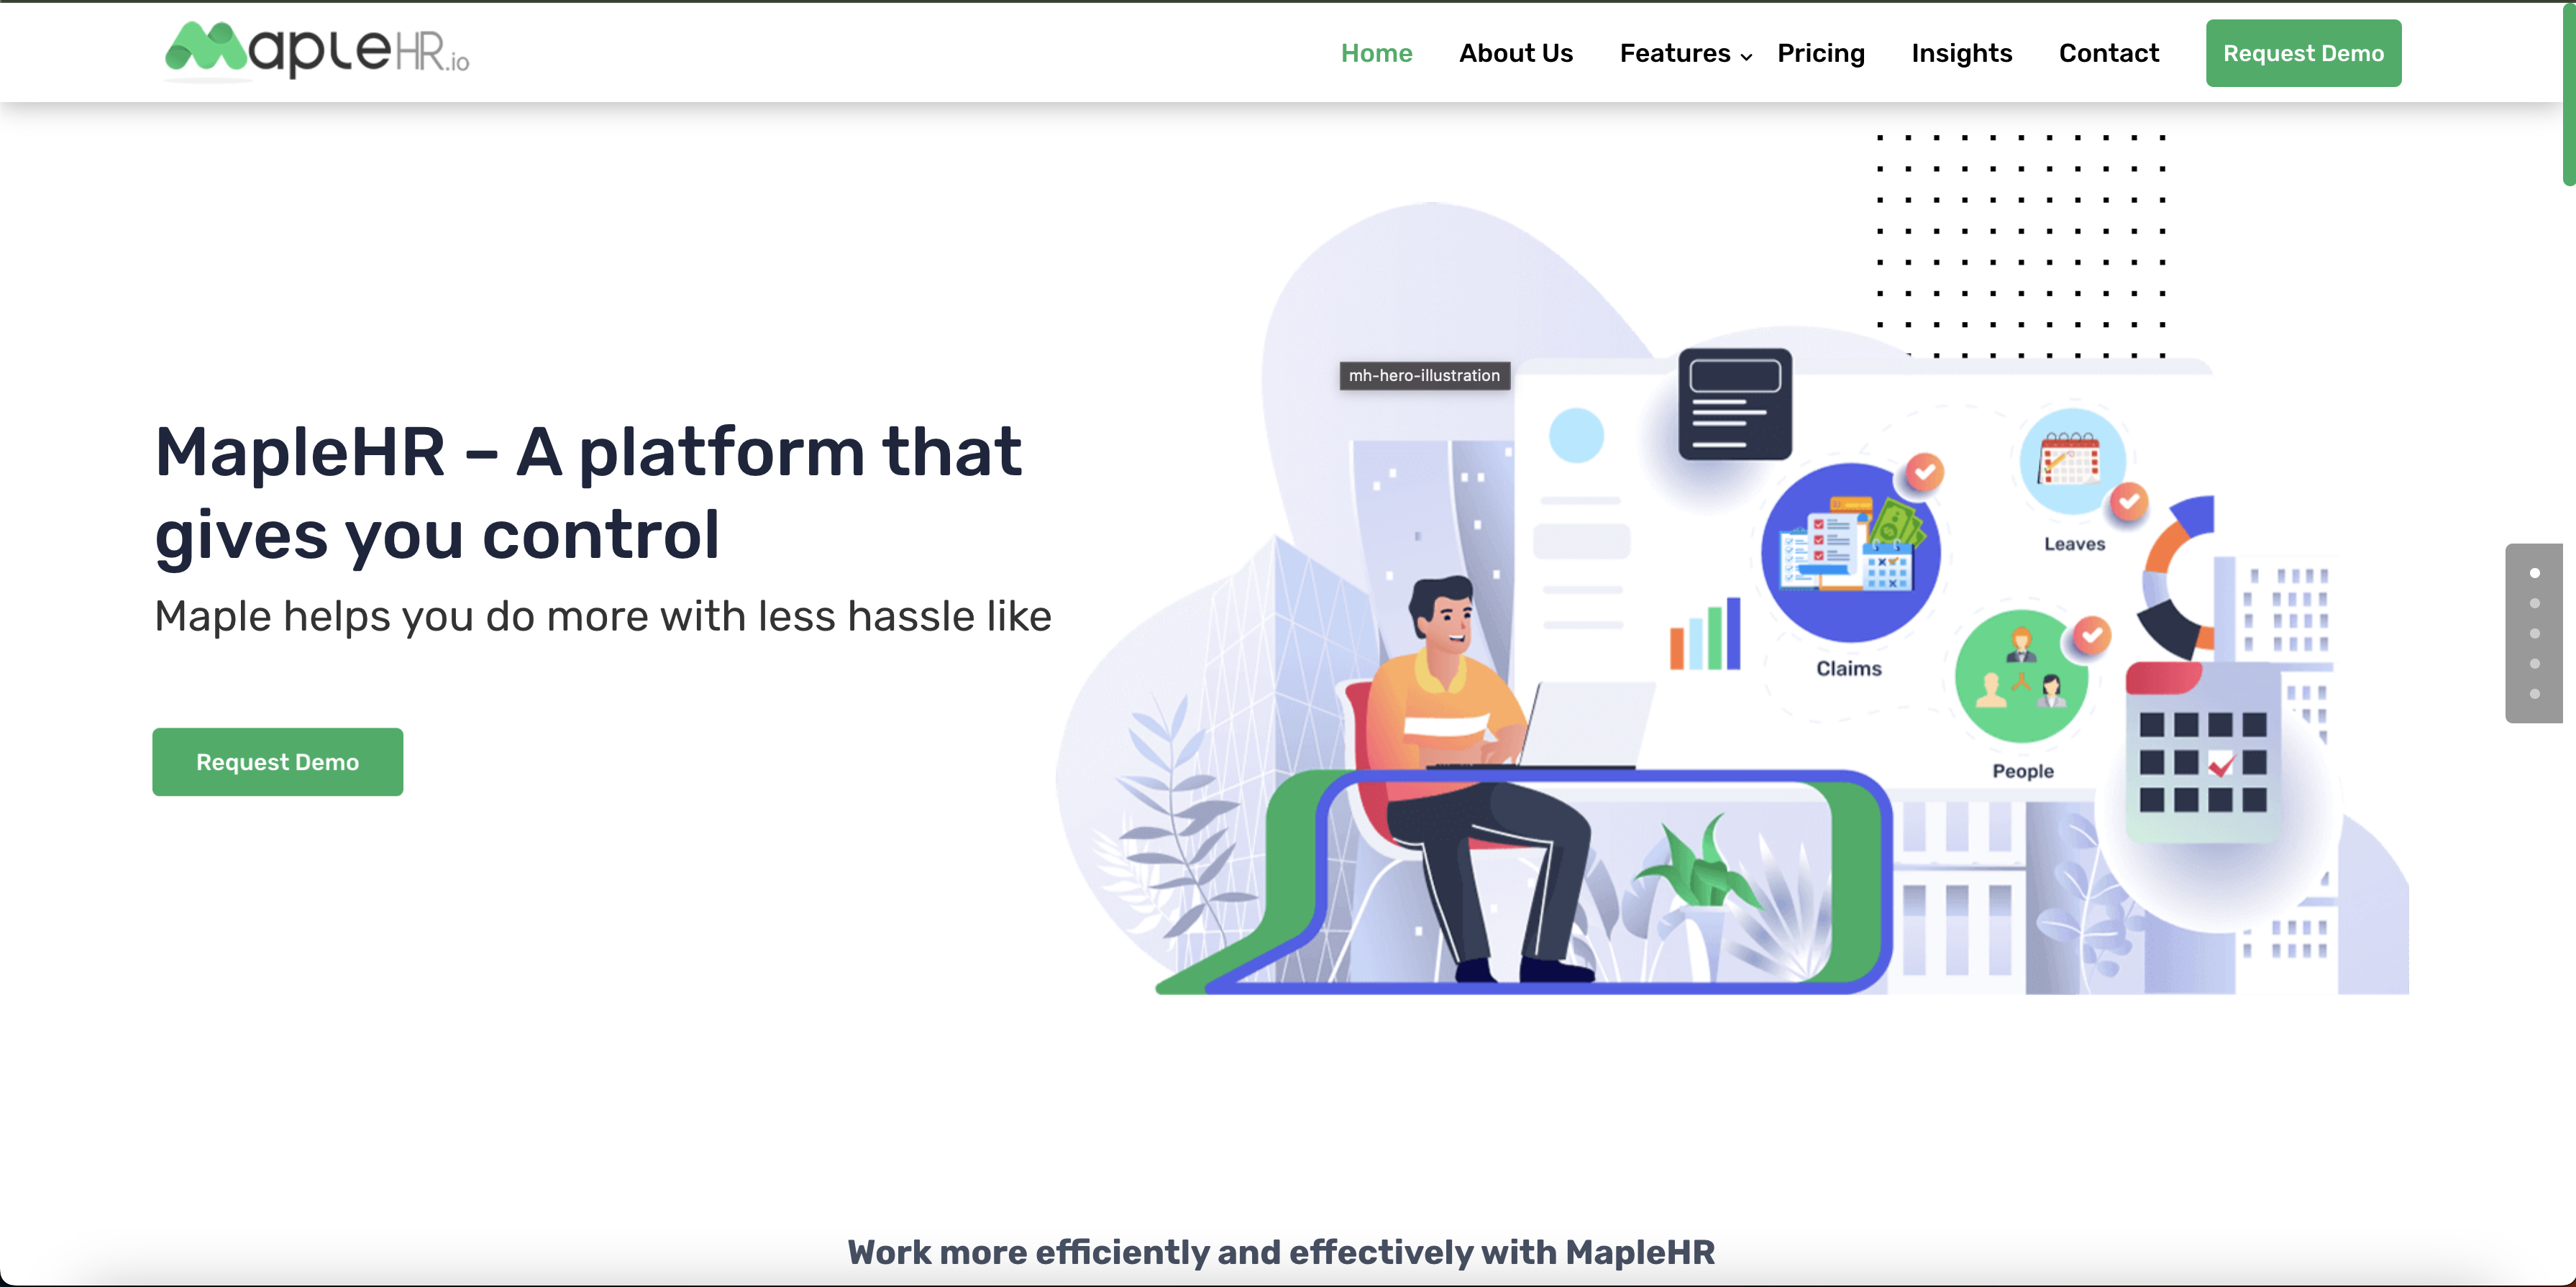 MapleHR.io
Home About Us Features Pricing Insights Contact Request Demo
mh-hero-illustration
MapleHR – A platform that
gives you control
Maple helps you do more with less hassle like
Request Demo
Leaves
Claims
People
Work more efficiently and effectively with MapleHR